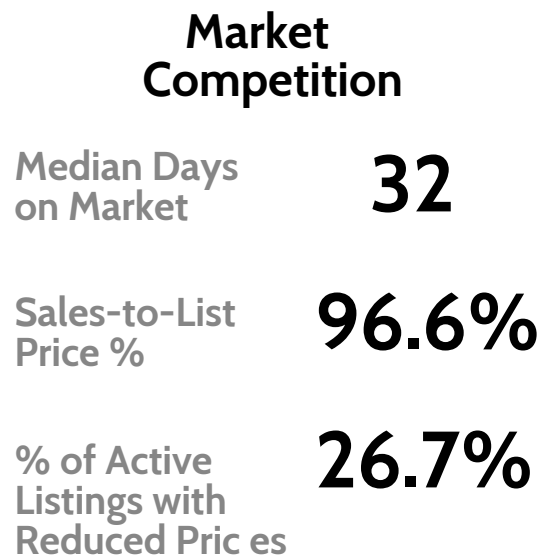 Market
Competition
Median Days
on Market
32
Sales-to-List
Price %
96.6%
% of Active
Listings with
Reduced Pric es
26.7%